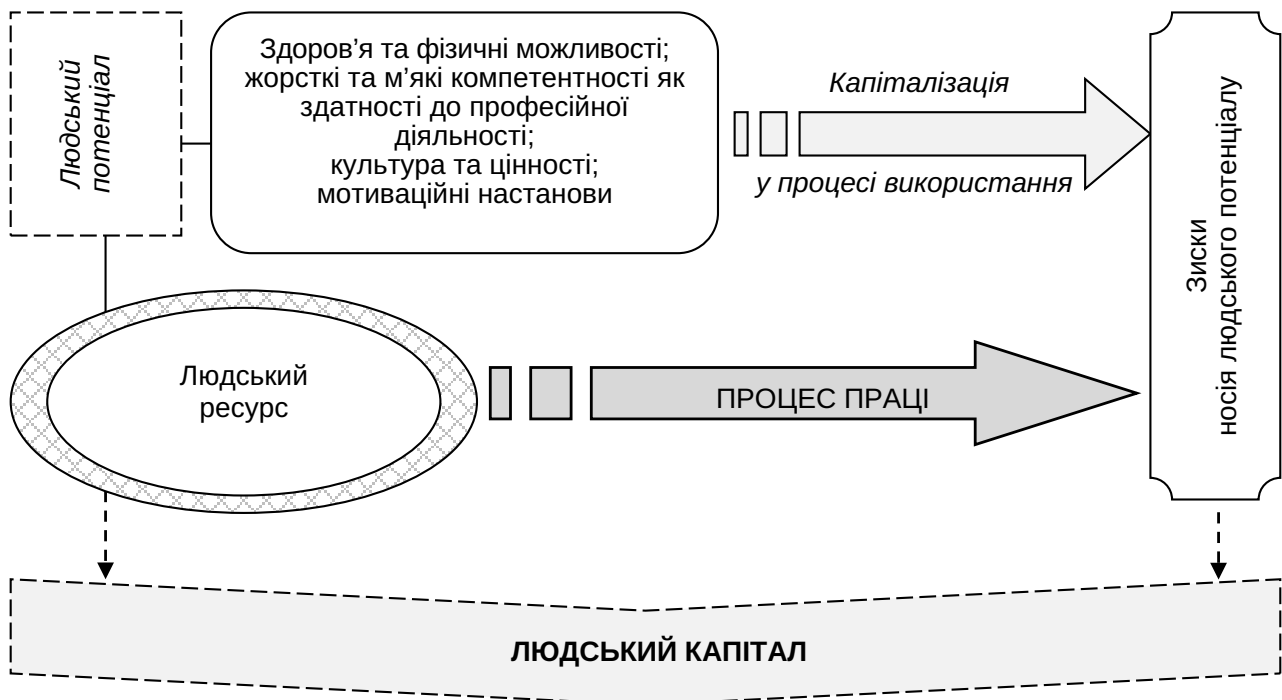 Людський
потенціал
Здоров’я та фізичні можливості;
жорсткі та м’які компетентності як
здатності до професійної
діяльності;
культура та цінності;
мотиваційні настанови
Капіталізація
у процесі використання
Зиски
носія людського потенціалу
Людський
ресурс
ПРОЦЕС ПРАЦІ
ЛЮДСЬКИЙ КАПІТАЛ